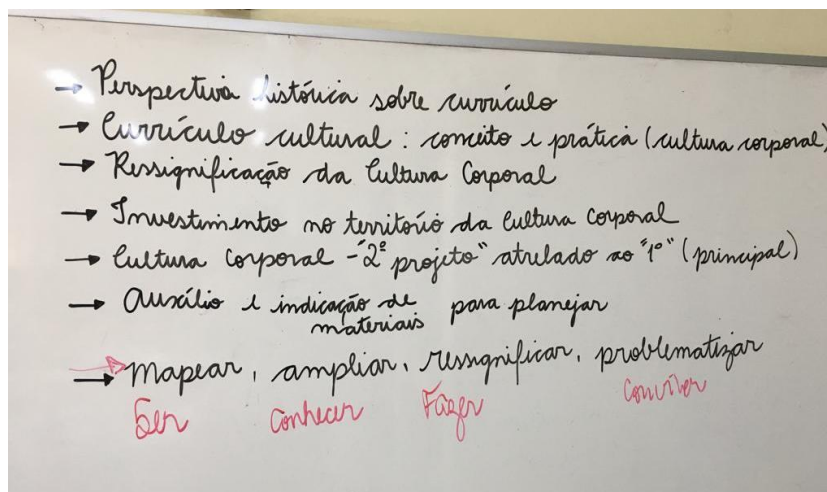 → Perspectiva histórica sobre currículo
→ Currículo cultural : conceito e prática (cultura corporal)
→ Ressignificação da Cultura Corporal
→ Investimento no território da Cultura Corporal
→ Cultura Corporal - "2º projeto" atrelado ao "1º" (principal)
→ Auxílio e indicação de materiais para planejar
→ mapear, ampliar, ressignificar, problematizar
Ser Conhecer Fazer Conviver